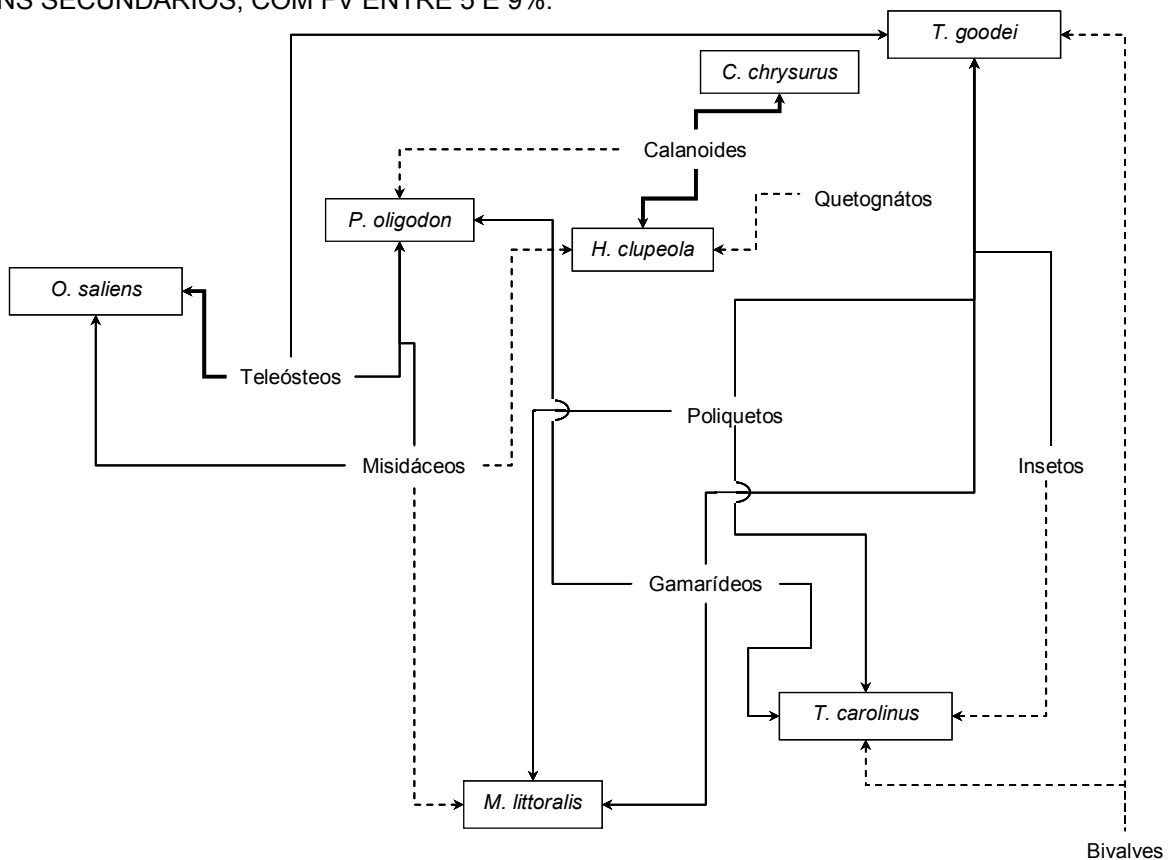 NS SECUNDÁRIOS, COM FV ENTRE 5 E 9%.
T. goodei
C. chrysurus
Calanoides
Quetognátos
P. oligodon
H. clupeola
O. saliens
Teleósteos
Poliquetos
Misidáceos
Insetos
Gamarídeos
T. carolinus
M. littoralis
Bivalves